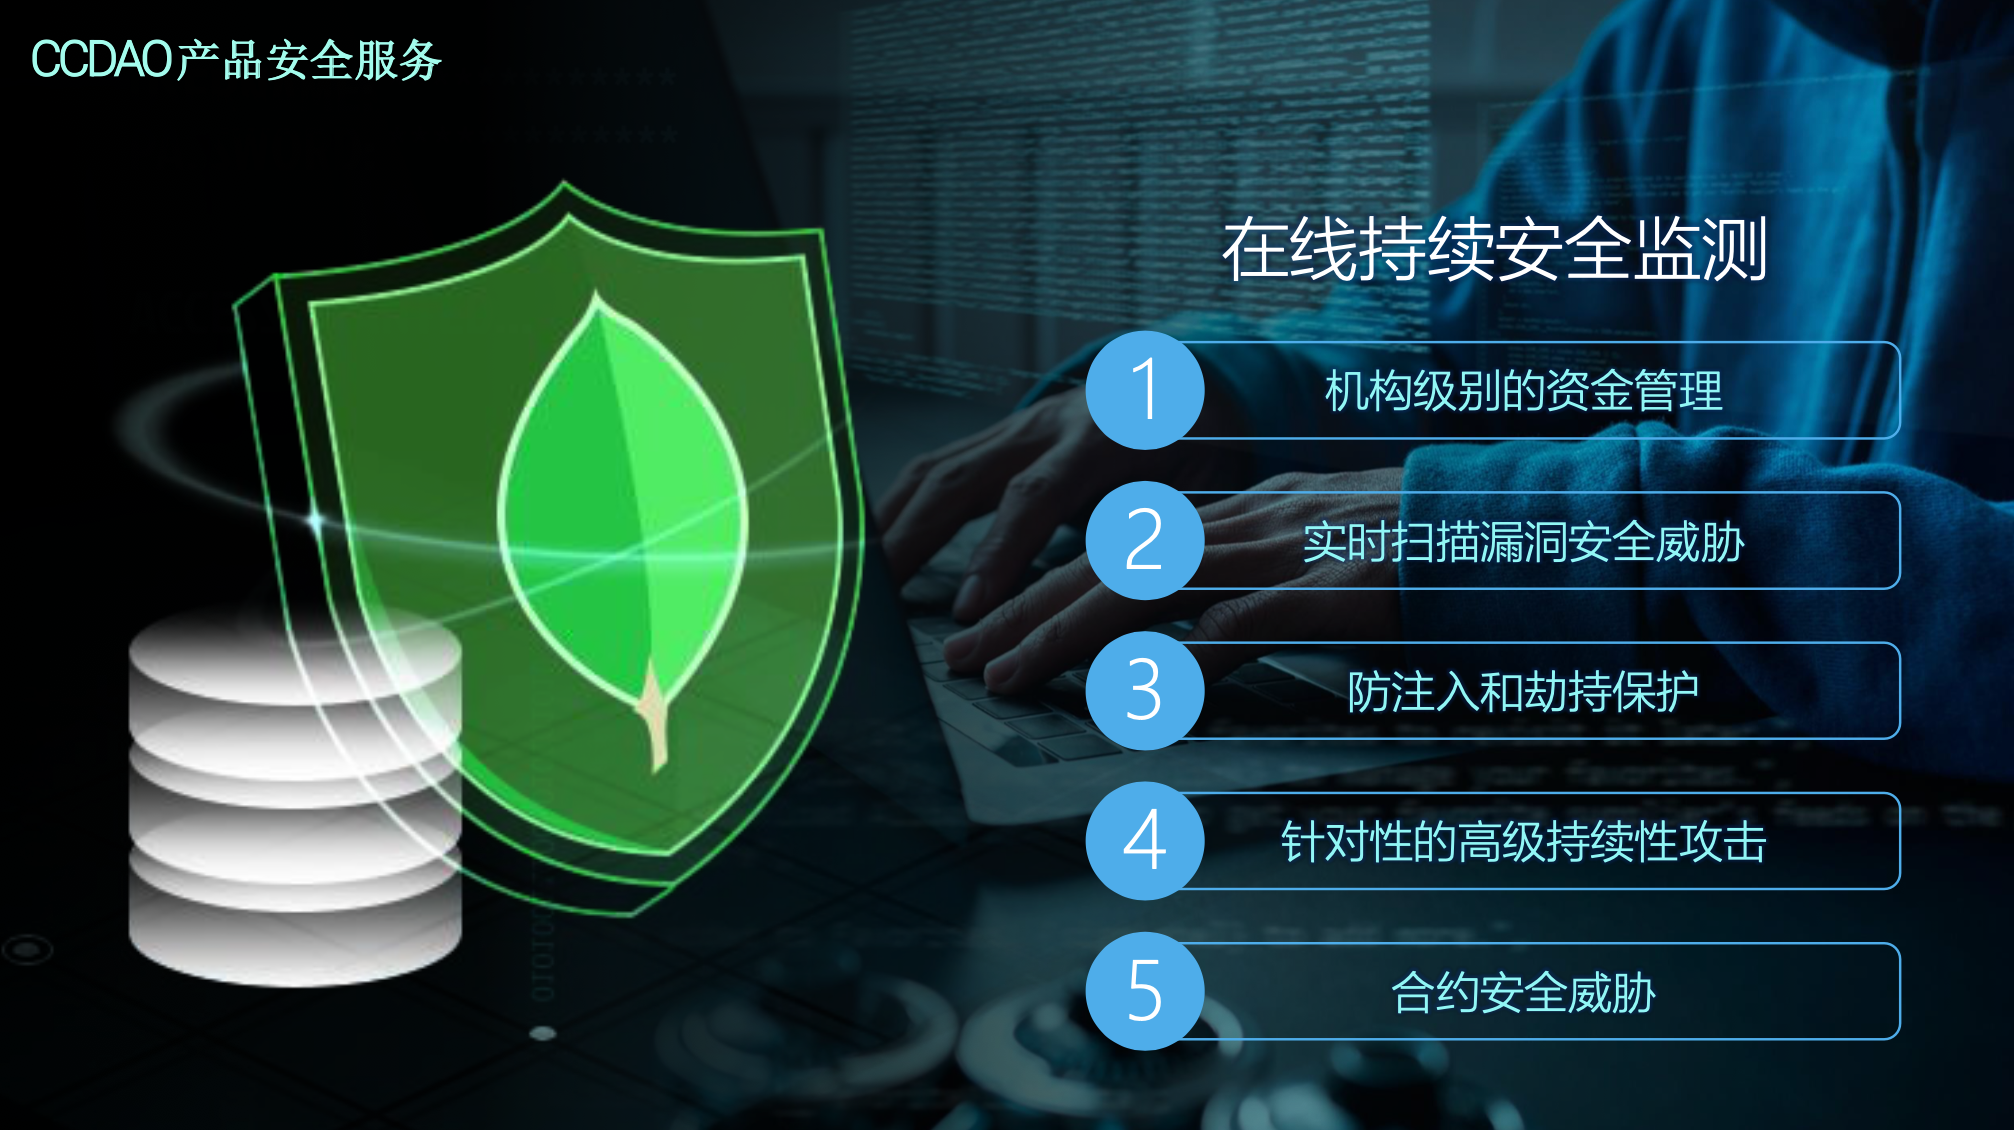 CCDAO产品安全服务
在线持续安全监测
1 机构级别的资金管理
2 实时扫描漏洞安全威胁
3 防注入和劫持保护
4 针对性的高级持续性攻击
5 合约安全威胁